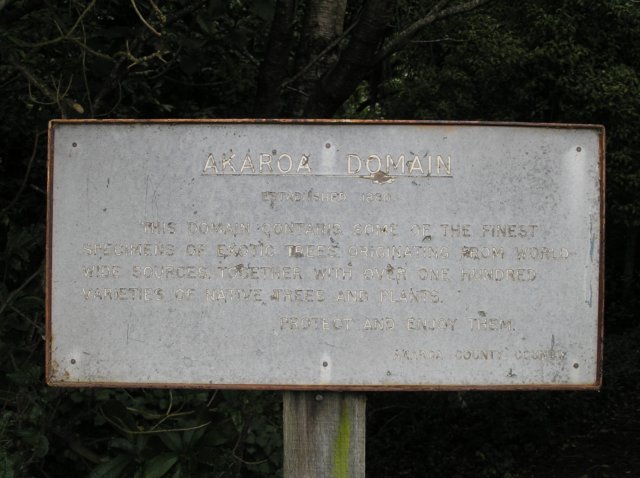 AKAROA DOMAIN
ESTABLISHED
THIS DOMAIN CONTAINS SOME OF THE FINEST
SPECIMENS OF EXOTIC TREES, ORIGINATING FROM WORLD-
WIDE SOURCES, TOGETHER WITH OVER ONE HUNDRED
VARIETIES OF NATIVE TREES AND PLANTS.
PROTECT AND ENJOY THEM.
AKAROA COUNTY COUNCIL